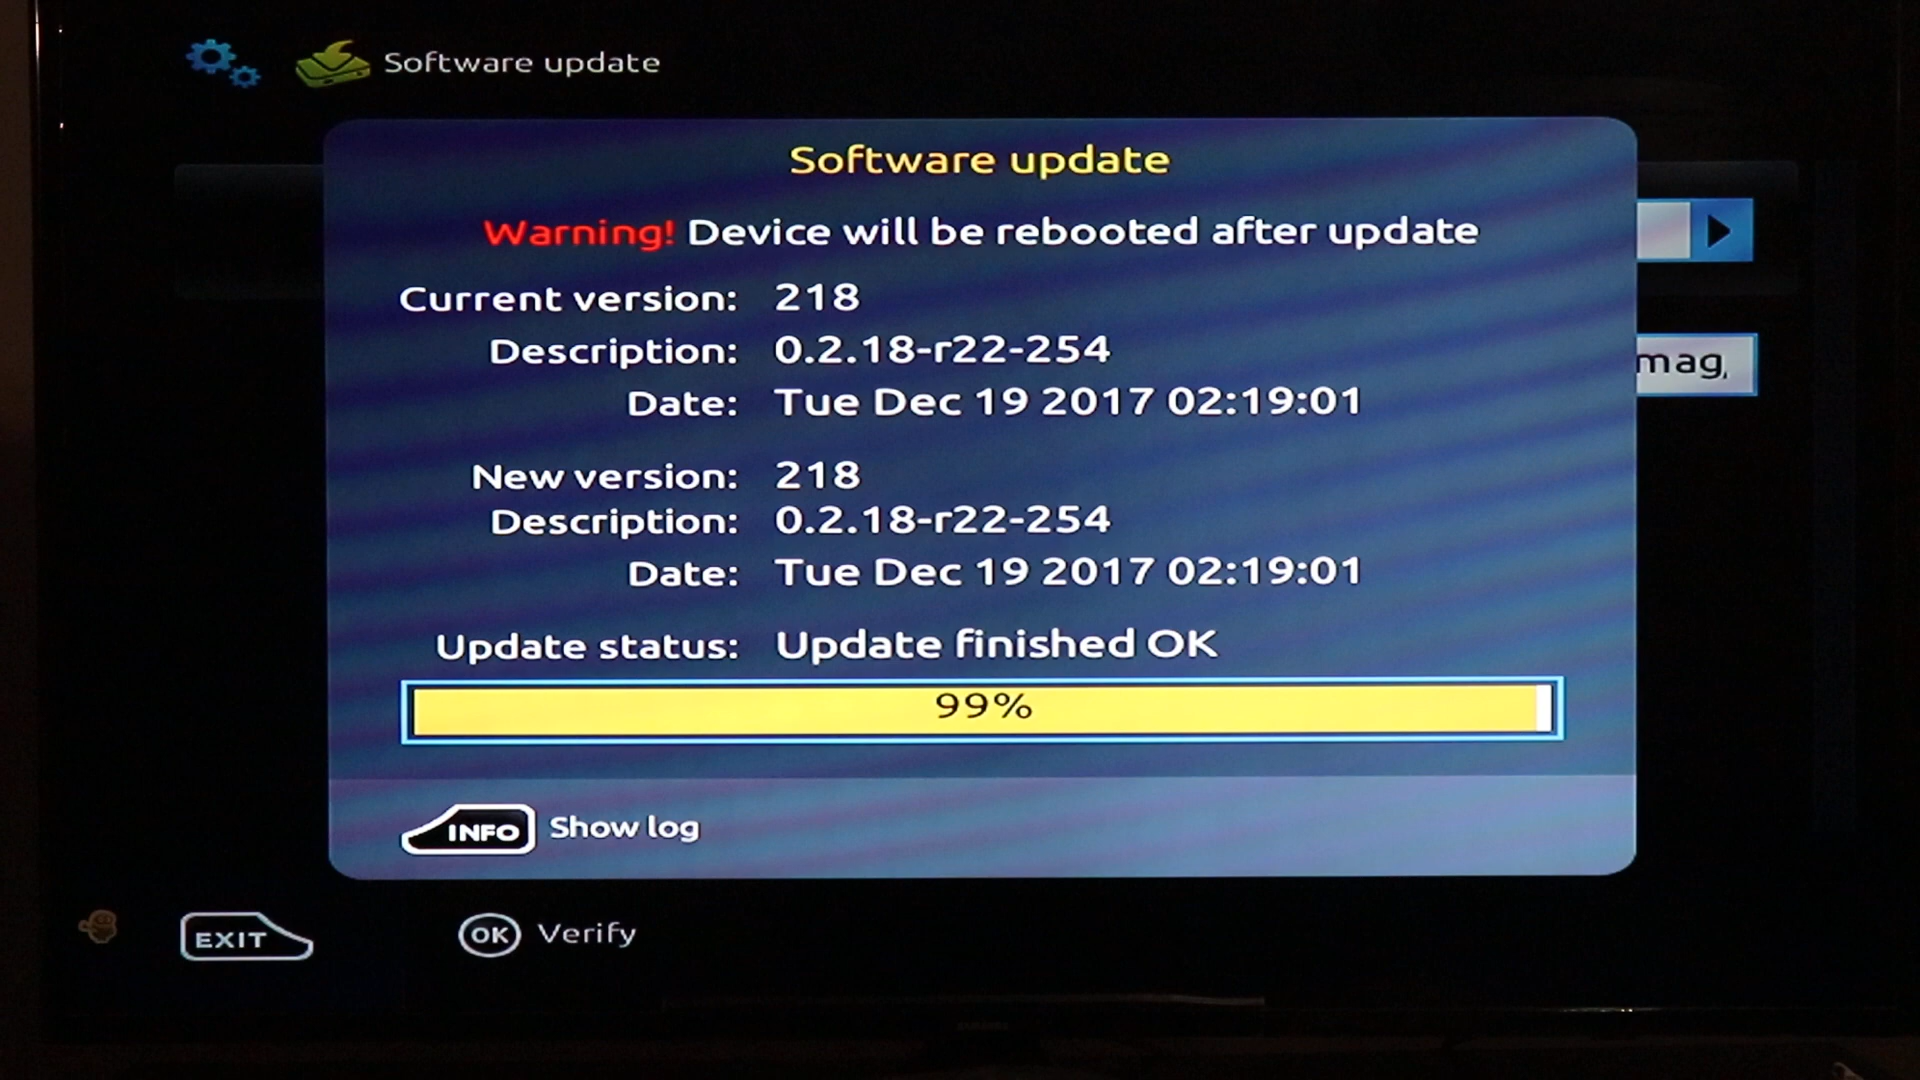 Software update
Software update
Warning! Device will be rebooted after update
Current version: 218
Description: 0.2.18-r22-254
Date: Tue Dec 19 2017 02:19:01
New version: 218
Description: 0.2.18-r22-254
Date: Tue Dec 19 2017 02:19:01
Update status: Update finished OK
99%
INFO Show log
mag,
EXIT
OK Verify